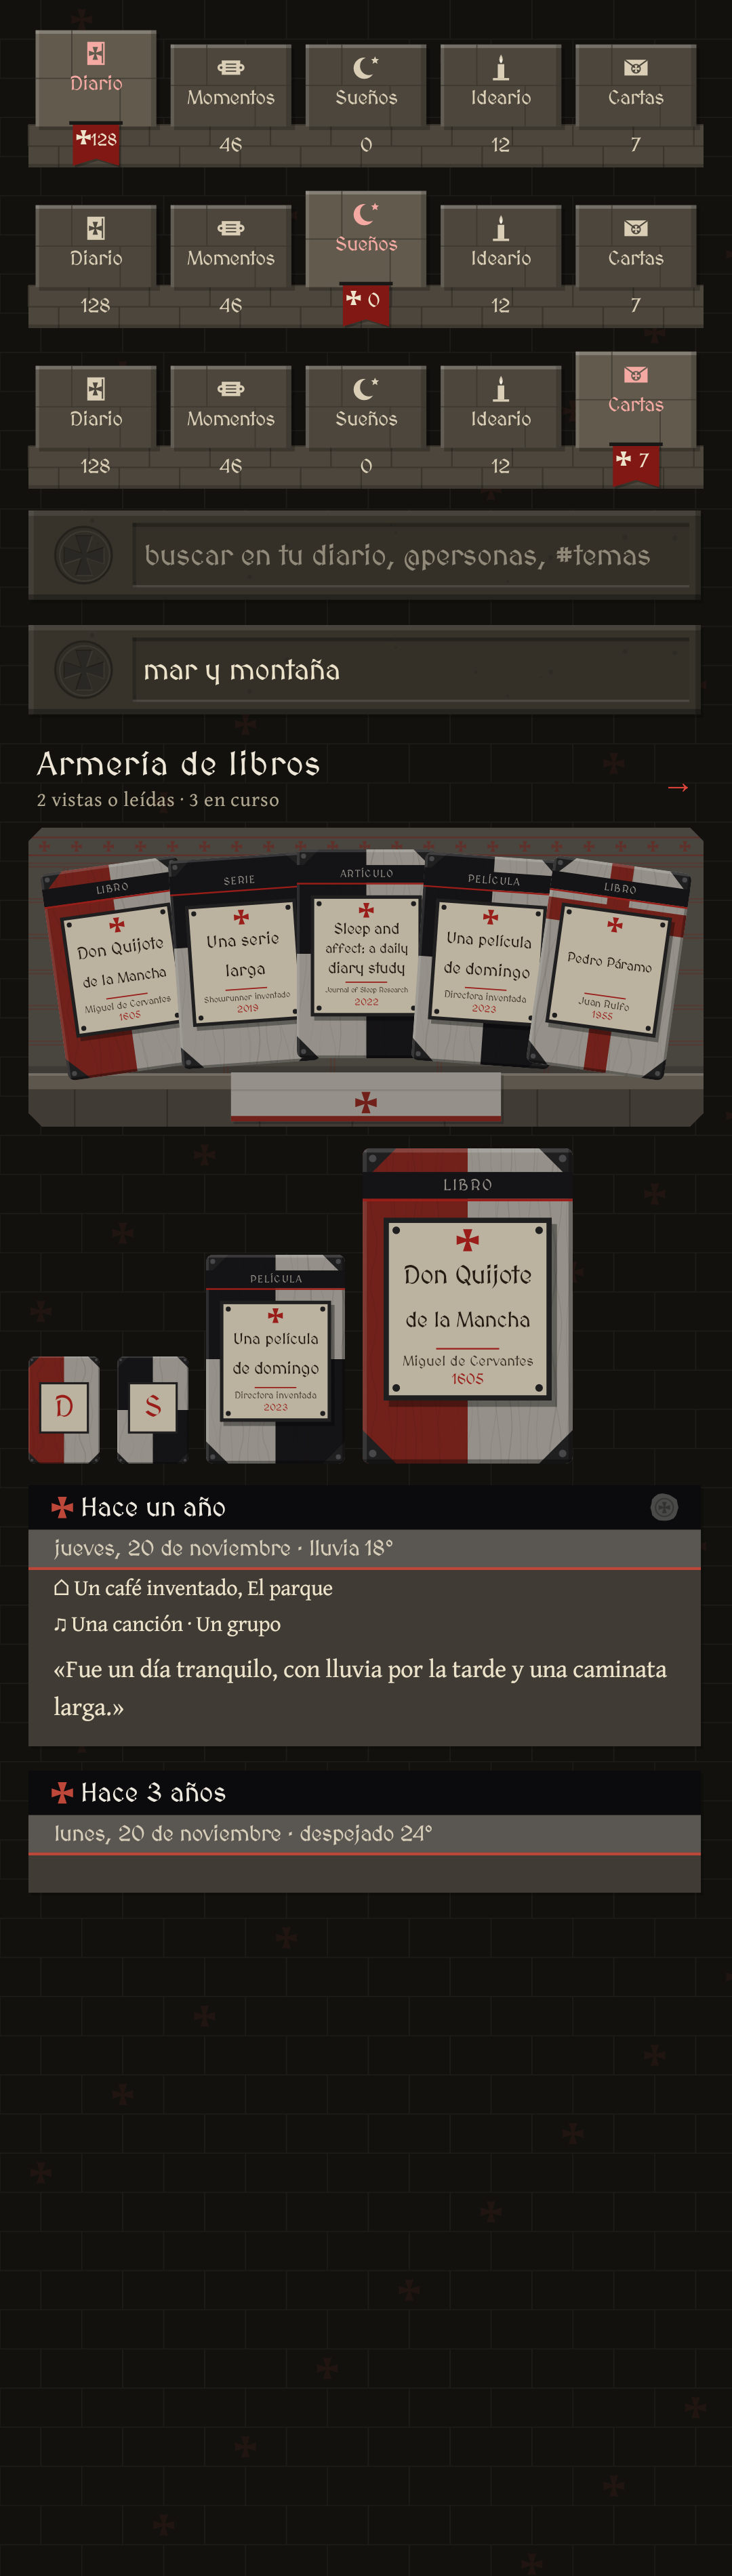 Diario
Momentos
Sueños
Ideario
Cartas
128
46
0
12
7
Diario
Momentos
Sueños
Ideario
Cartas
128
46
0
12
7
Diario
Momentos
Sueños
Ideario
Cartas
128
46
0
12
7
buscar en tu diario, @personas, #temas
mar y montaña
Armería de libros
2 vistas o leídas · 3 en curso
→
LIBRO
Don Quijote
de la Mancha
Miguel de Cervantes
1605
SERIE
Una serie
larga
Showrunner inventado
2019
ARTÍCULO
Sleep and
affect: a daily
diary study
Journal of Sleep Research
2022
PELÍCULA
Una película
de domingo
Directora inventada
2023
LIBRO
Pedro Páramo
Juan Rulfo
1955
D
S
PELÍCULA
Una película
de domingo
Directora inventada
2023
LIBRO
Don Quijote
de la Mancha
Miguel de Cervantes
1605
Hace un año
jueves, 20 de noviembre · lluvia 18°
Un café inventado, El parque
♫ Una canción · Un grupo
«Fue un día tranquilo, con lluvia por la tarde y una caminata
larga.»
Hace 3 años
lunes, 20 de noviembre · despejado 24°